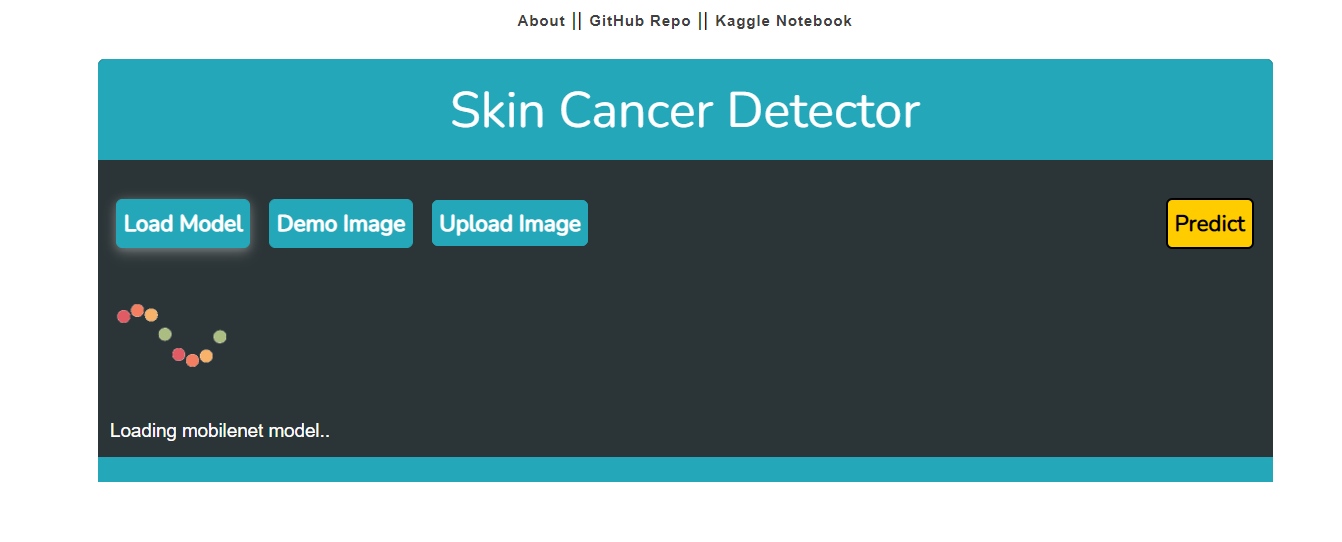 About || GitHub Repo || Kaggle Notebook
Skin Cancer Detector
Load Model Demo Image Upload Image Predict
Loading mobilenet model..